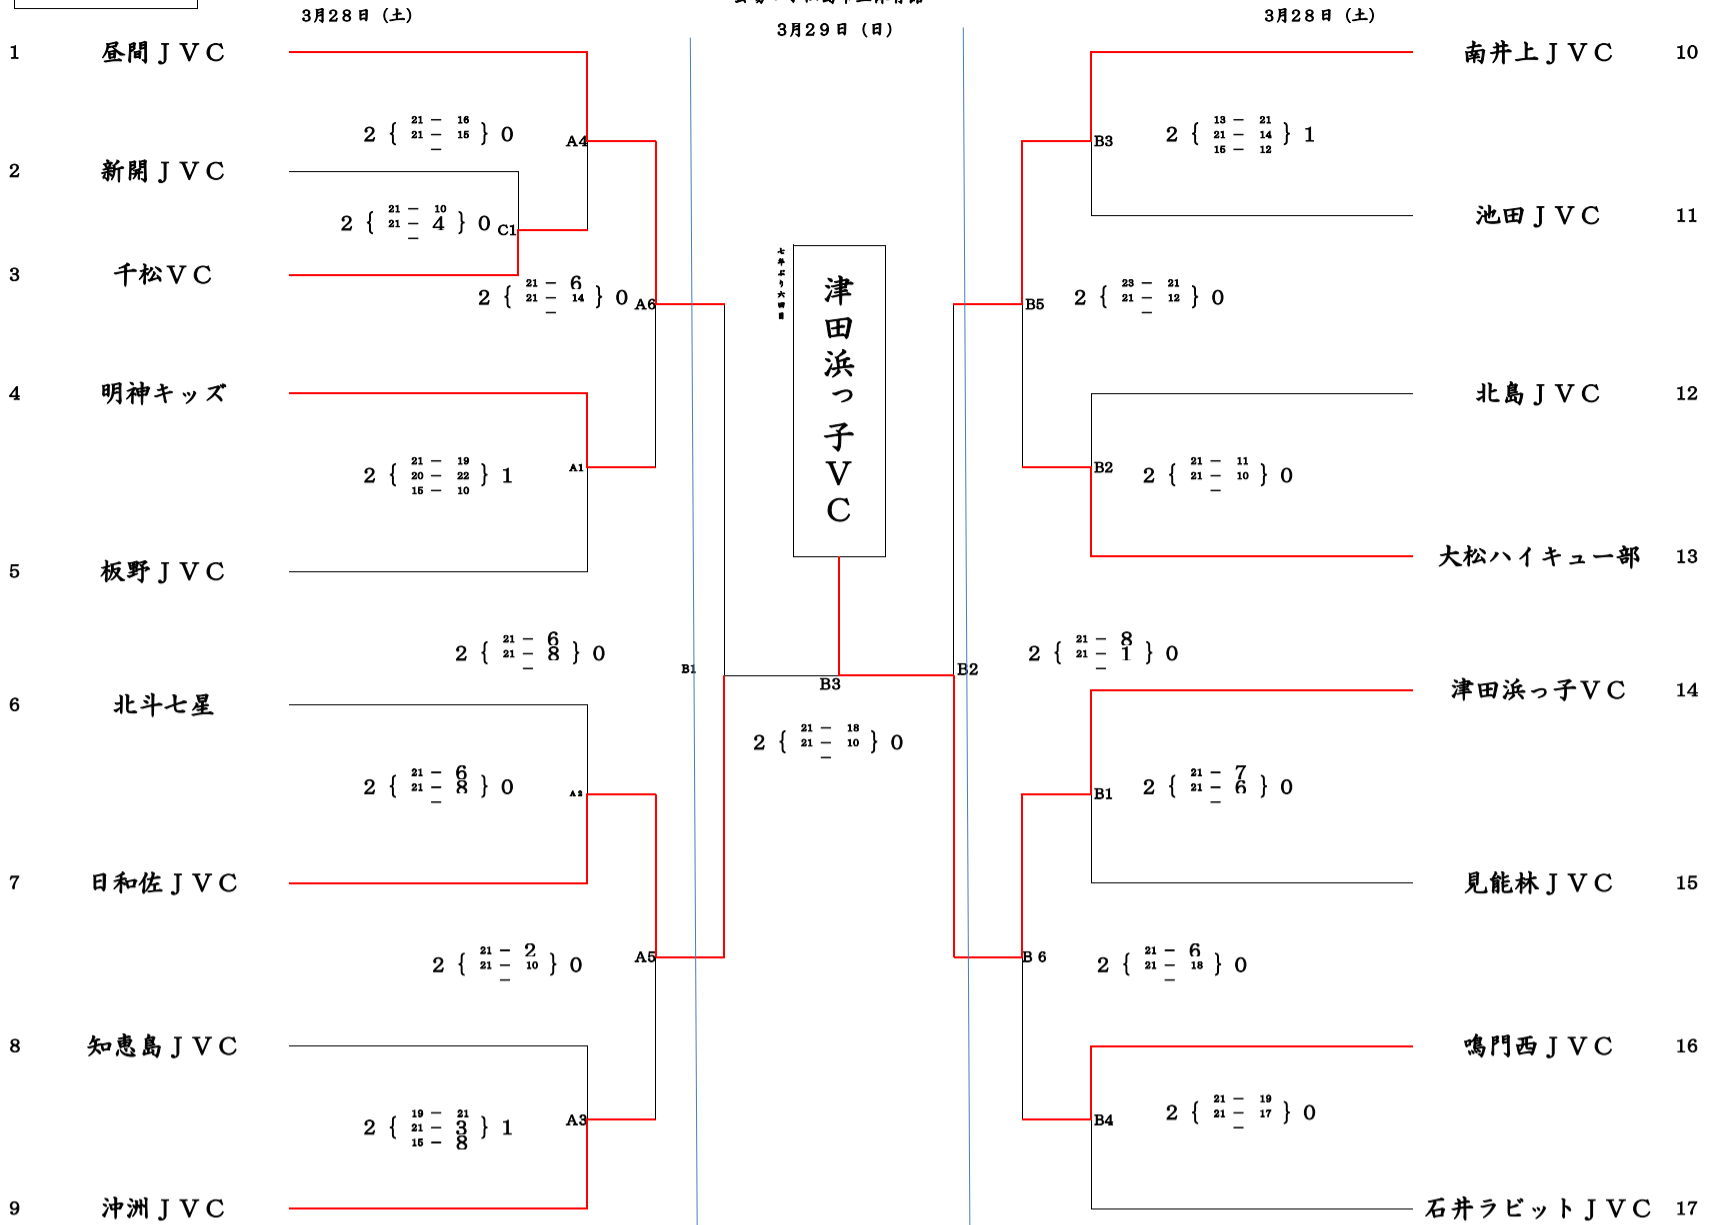 3月28日（土）
3月29日（日）
3月28日（土）
1 昼間ＪＶＣ
南井上ＪＶＣ 10
21 － 16
2 { 21 － 15 } 0
－
A4
13 － 21
2 { 21 － 14 } 1
15 － 12
B3
2 新開ＪＶＣ
池田ＪＶＣ 11
21 － 10
2 { 21 － 4 } 0
－
C1
3 千松ＶＣ
21 － 6
2 { 21 － 14 } 0
－
A6
23 － 21
2 { 21 － 12 } 0
－
B5
七年ぶり六回目
津田浜っ子ＶＣ
4 明神キッズ
北島ＪＶＣ 12
21 － 19
2 { 20 － 22 } 1
15 － 10
A1
21 － 11
2 { 21 － 10 } 0
－
B2
5 板野ＪＶＣ
大松ハイキュー部 13
21 － 6
2 { 21 － 8 } 0
－
B1
21 － 8
2 { 21 － 1 } 0
－
B2
B3
21 － 18
2 { 21 － 10 } 0
－
6 北斗七星
津田浜っ子ＶＣ 14
21 － 6
2 { 21 － 8 } 0
－
A2
21 － 7
2 { 21 － 6 } 0
－
B1
7 日和佐ＪＶＣ
見能林ＪＶＣ 15
21 － 2
2 { 21 － 10 } 0
－
A5
21 － 6
2 { 21 － 18 } 0
－
B 6
8 知恵島ＪＶＣ
鳴門西ＪＶＣ 16
19 － 21
2 { 21 － 3 } 1
15 － 8
A3
21 － 19
2 { 21 － 17 } 0
－
B4
9 沖洲ＪＶＣ
石井ラビットＪＶＣ 17